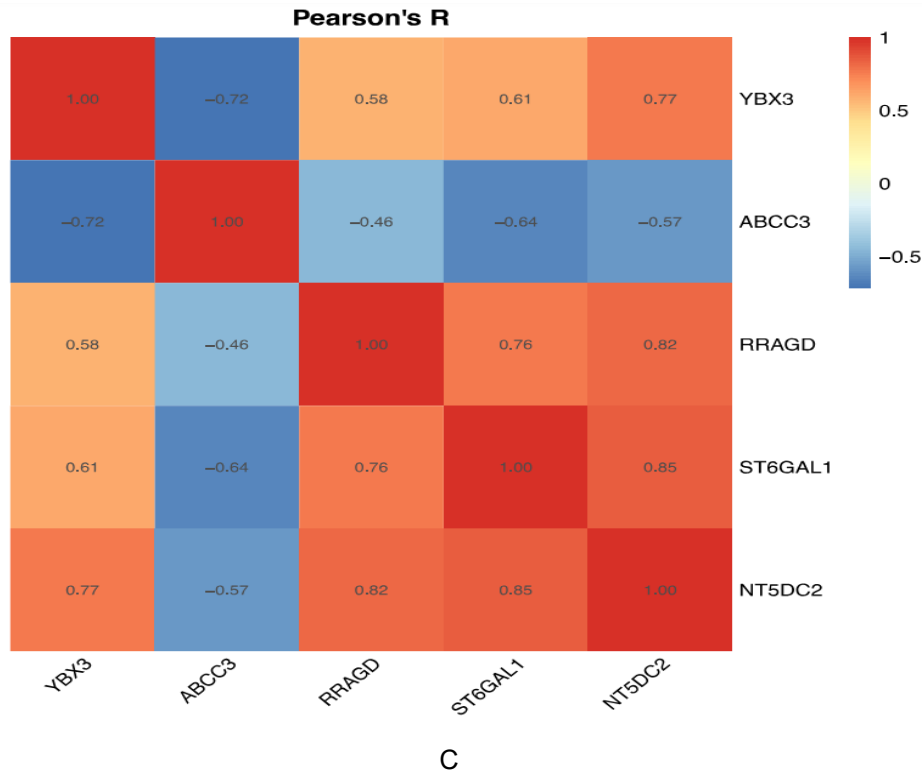 Pearson's R
1.00 −0.72 0.58 0.61 0.77 YBX3
−0.72 1.00 −0.46 −0.64 −0.57 ABCC3
0.58 −0.46 1.00 0.76 0.82 RRAGD
0.61 −0.64 0.76 1.00 0.85 ST6GAL1
0.77 −0.57 0.82 0.85 1.00 NT5DC2
YBX3 ABCC3 RRAGD ST6GAL1 NT5DC2
1
0.5
0
−0.5
C